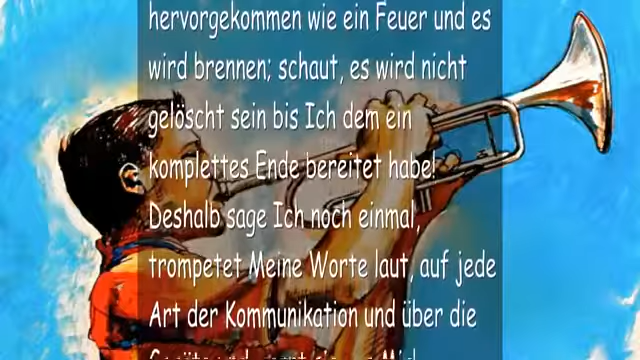 hervorgekommen wie ein Feuer und es
wird brennen; schaut, es wird nicht
gelöscht sein bis Ich dem ein
komplettes Ende bereitet habe!
Deshalb sage Ich noch einmal,
trompetet Meine Worte laut, auf jede
Art der Kommunikation und über die